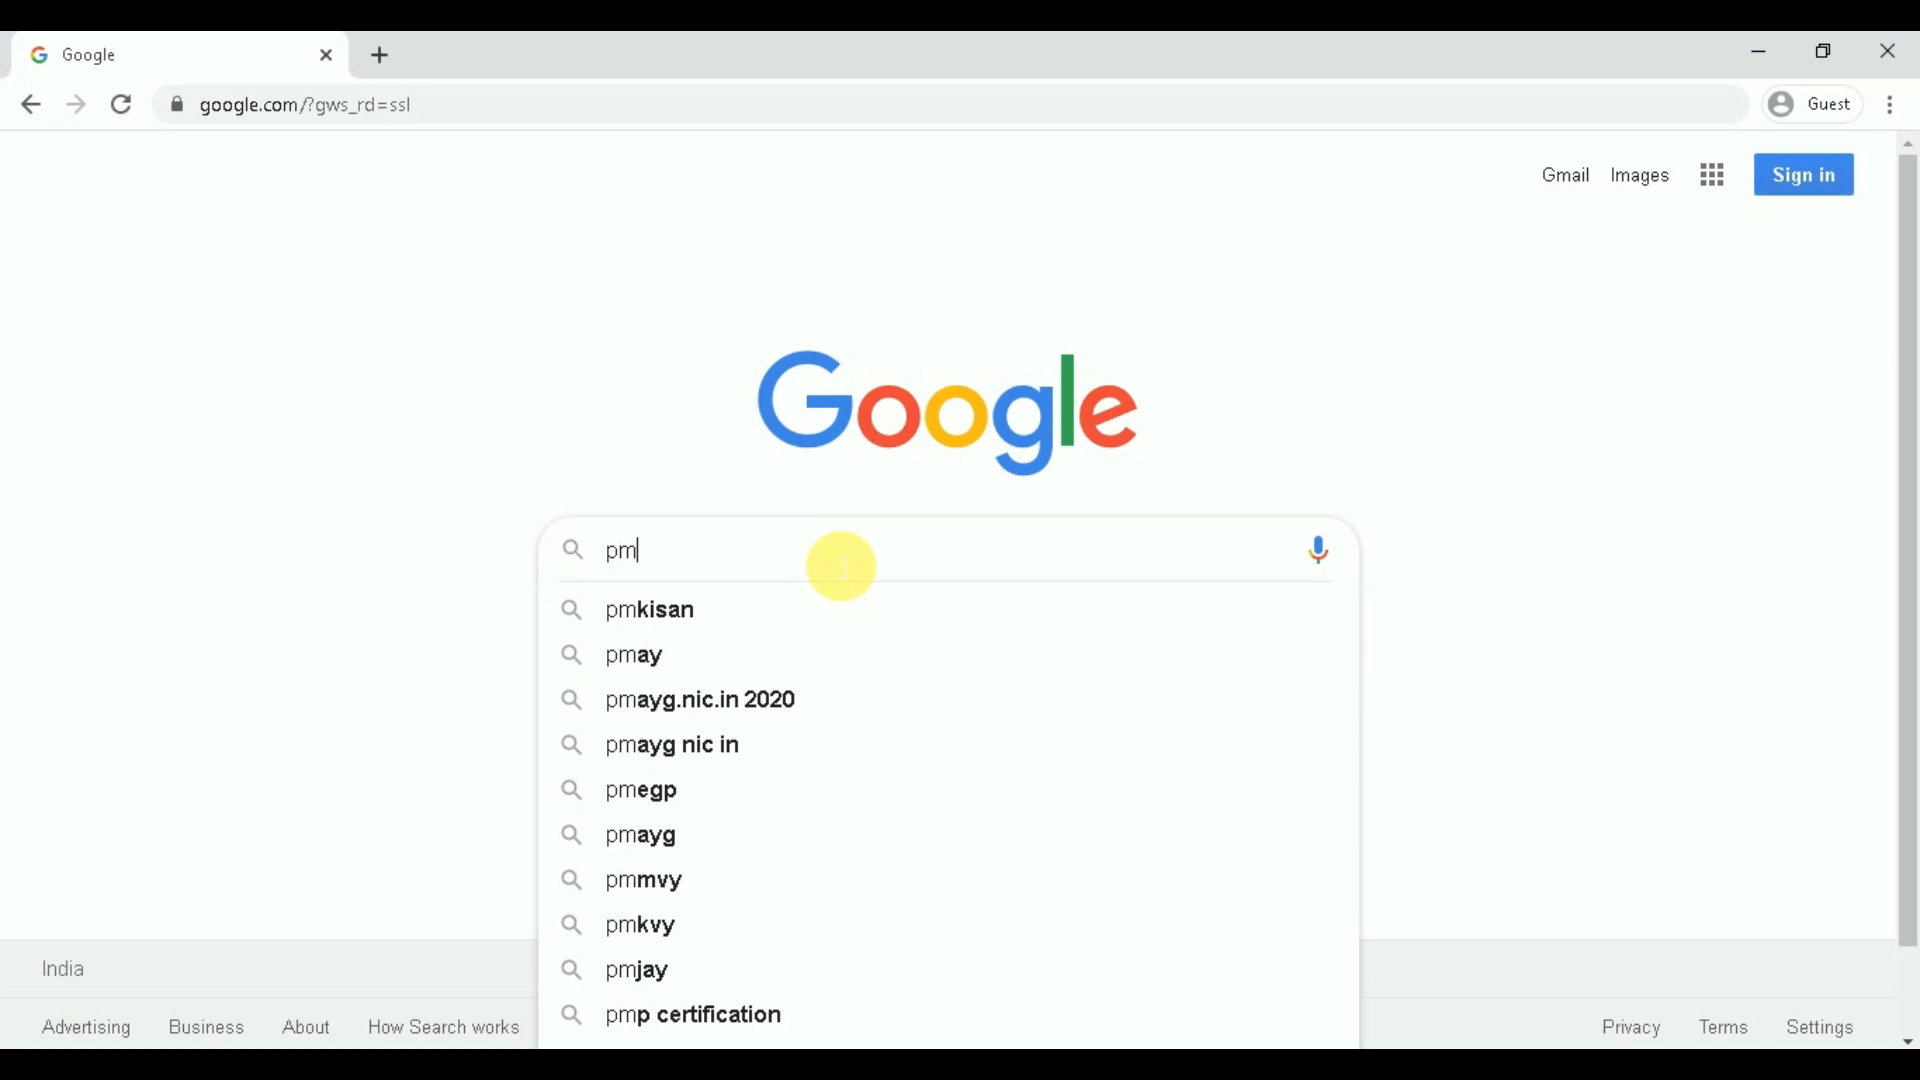 Google
google.com/?gws_rd=ssl
Guest
Gmail Images Sign in
Google
pm
pmkisan
pmay
pmayg.nic.in 2020
pmayg nic in
pmegp
pmayg
pmmvy
pmkvy
pmjay
pmp certification
India
Advertising Business About How Search works Privacy Terms Settings